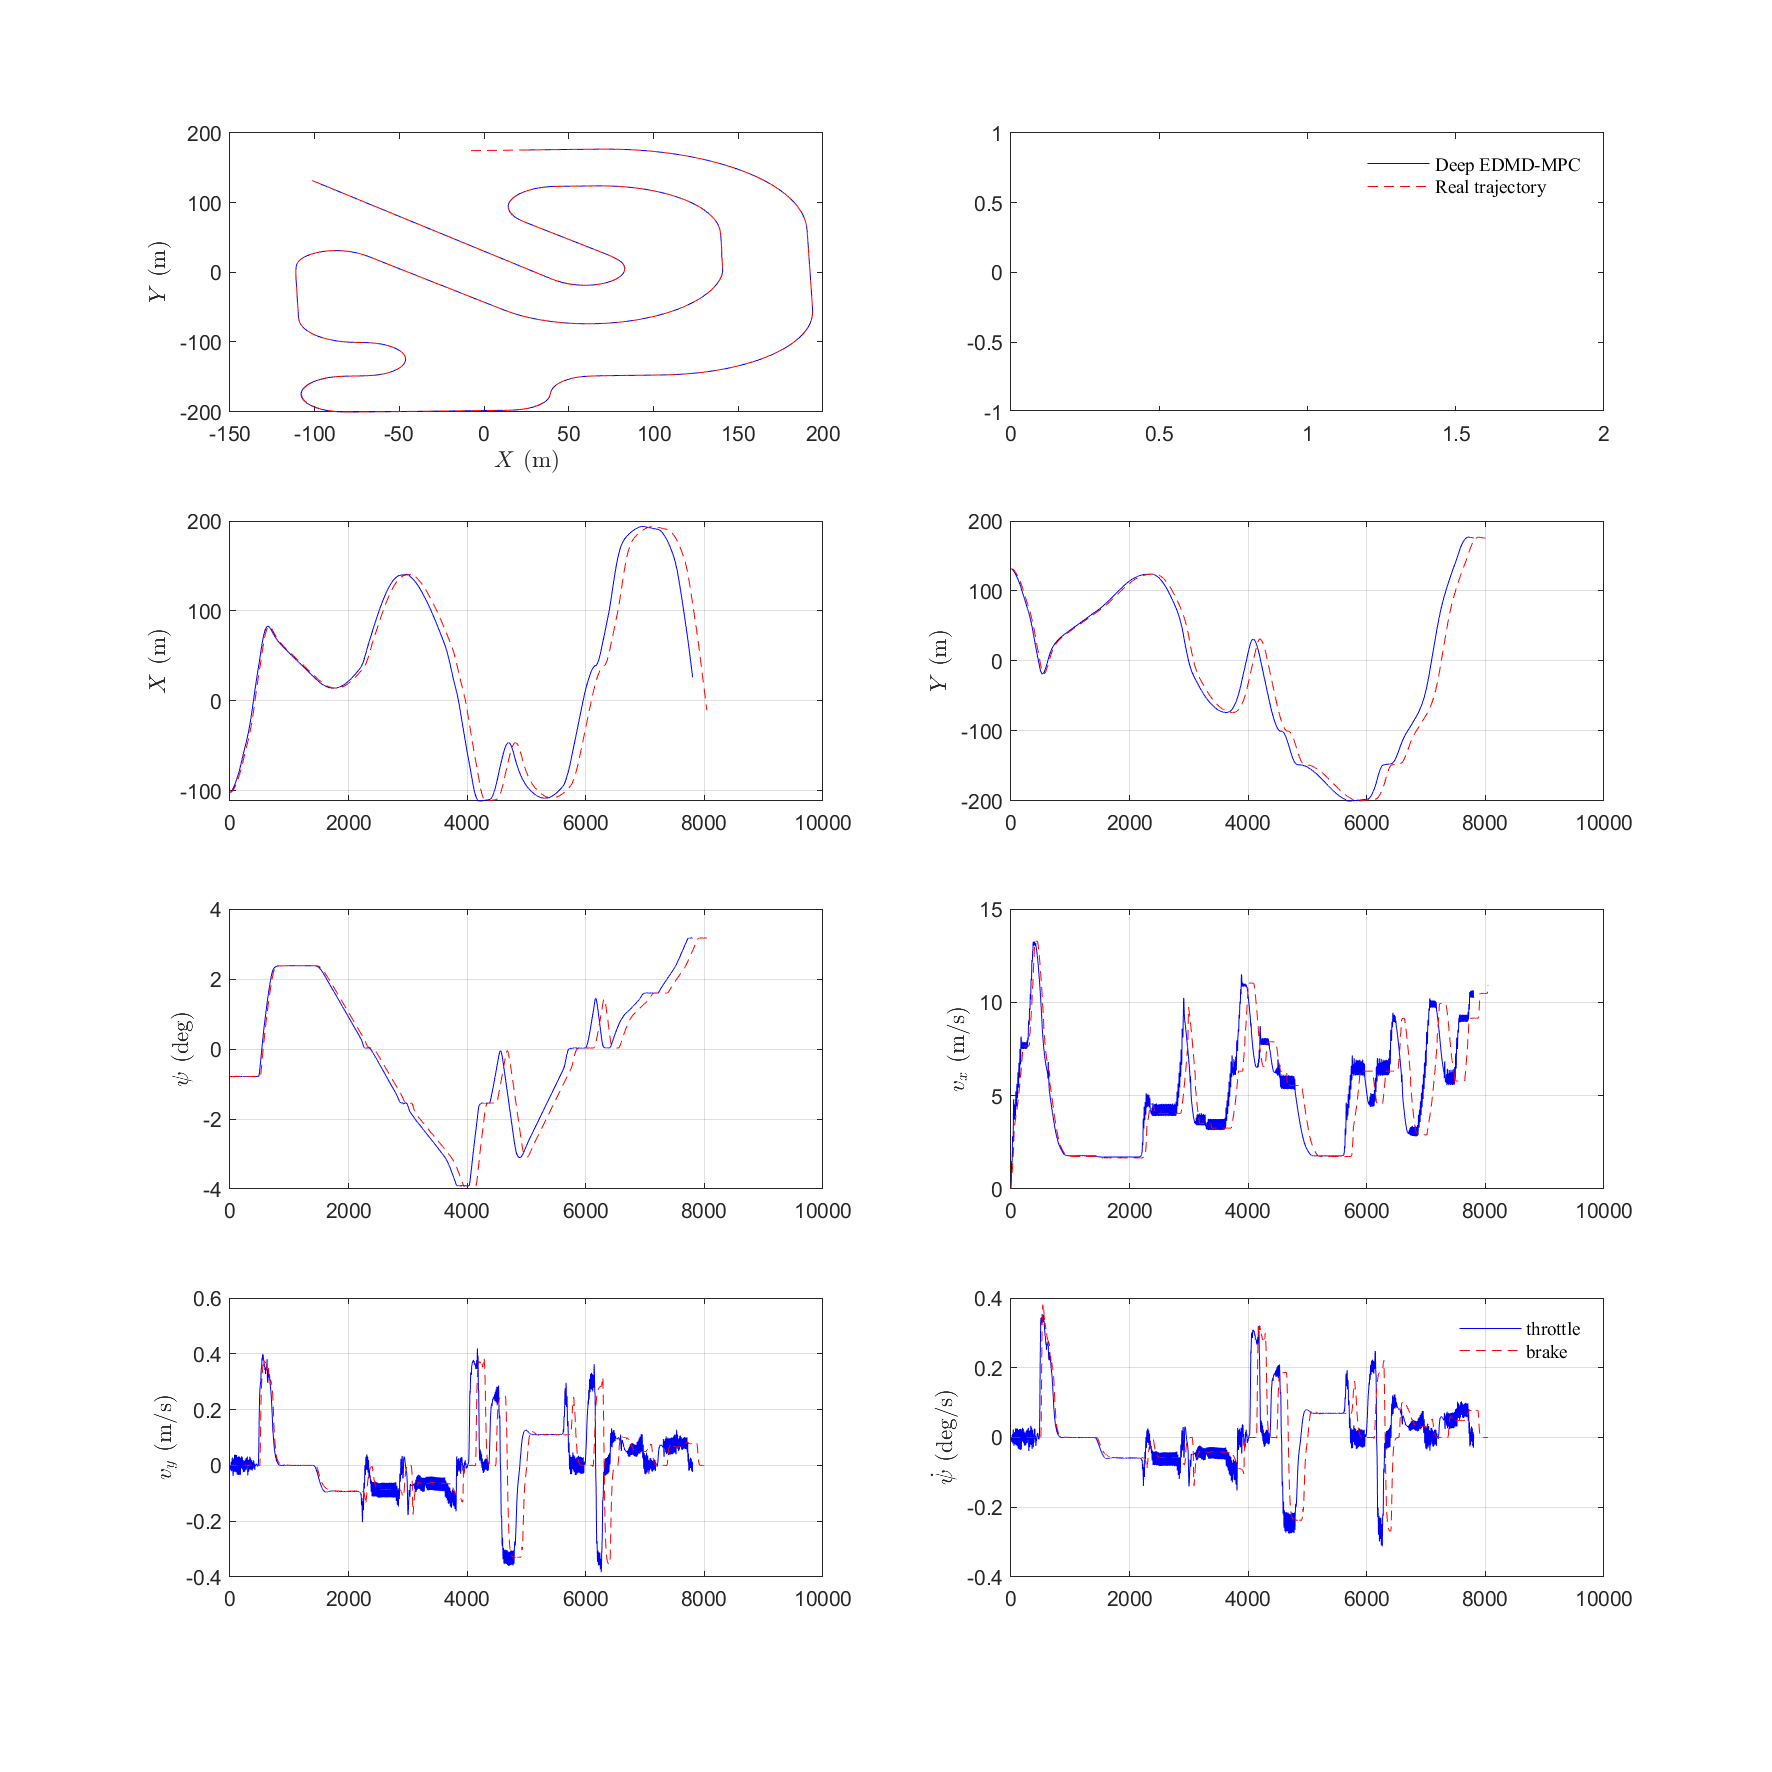 200
100
0
-100
-200
Y (m)
-150 -100 -50 0 50 100 150 200
X (m)
1
0.5
0
-0.5
-1
Deep EDMD-MPC
Real trajectory
0 0.5 1 1.5 2
200
100
0
-100
X (m)
0 2000 4000 6000 8000 10000
200
100
0
-100
-200
Y (m)
0 2000 4000 6000 8000 10000
4
2
0
-2
-4
ψ (deg)
0 2000 4000 6000 8000 10000
15
10
5
0
v_x (m/s)
0 2000 4000 6000 8000 10000
0.6
0.4
0.2
0
-0.2
-0.4
v_y (m/s)
0 2000 4000 6000 8000 10000
0.4
0.2
0
-0.2
-0.4
ψ̇ (deg/s)
throttle
brake
0 2000 4000 6000 8000 10000